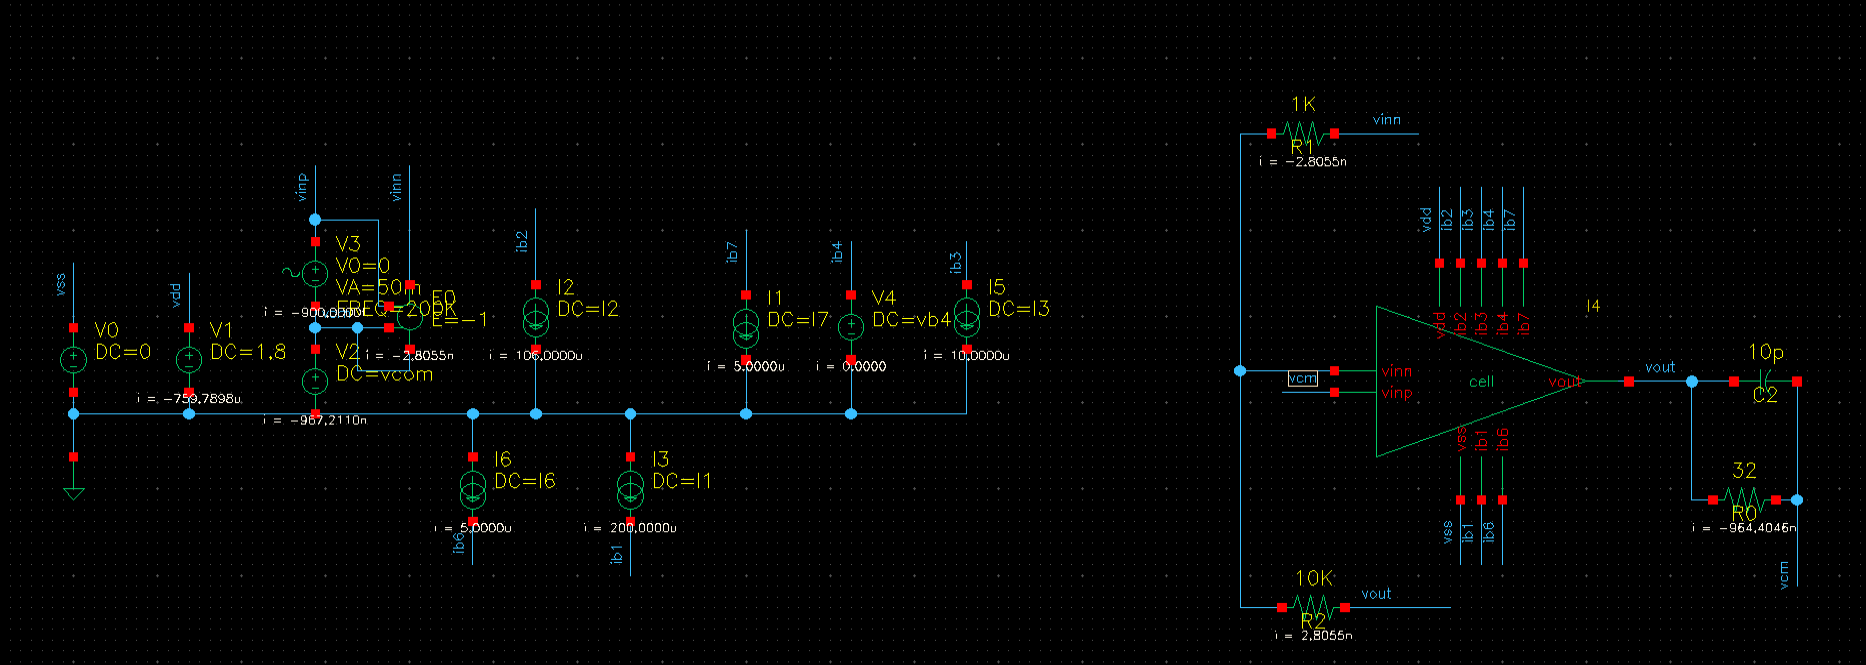 vss
V0
DC=0
vdd
V1
DC=1.8
i = -759.7898u
vinp
vinn
V3
V0=0
VA=50m
FREQ=200K
E0
E=-1
i = -2.8055n
V2
DC=vcom
i = -967.2110n
ib2
I2
DC=I2
i = 106.0000u
ib7
I1
DC=I7
i = 5.0000u
ib4
V4
DC=vb4
i = 0.0000
ib3
I5
DC=I3
i = 10.0000u
I6
DC=I6
i = 5.0000u
ib6
I3
DC=I1
i = 200.0000u
ib1
1K
R1
vinn
i = -2.8055n
vdd
ib2
ib3
ib4
ib7
I4
vdd
ib2
ib3
ib4
ib7
vcm
vinn
vinp
cell
vout
vss
ib1
ib6
vss
ib1
ib6
vout
10p
C2
32
R0
i = -964.4046n
vcm
10K
R2
vout
i = 2.8055n